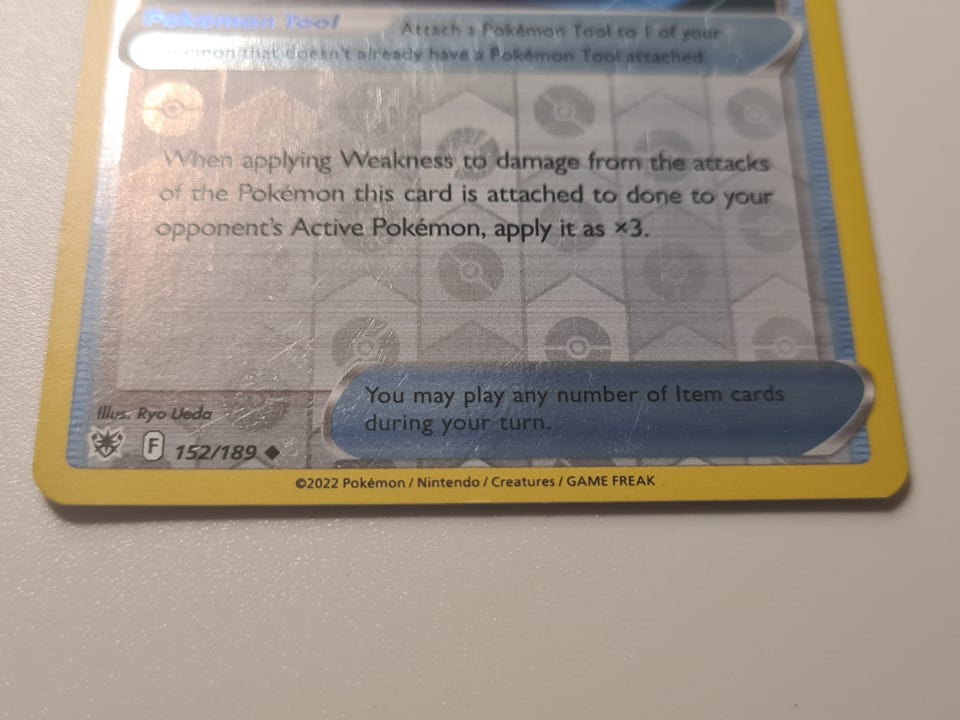 Pokémon Tool
Attach a Pokémon Tool to 1 of your
that doesn't already have a Pokémon Tool attached.
When applying Weakness to damage from the attacks
of the Pokémon this card is attached to done to your
opponent's Active Pokémon, apply it as ×3.
You may play any number of Item cards
during your turn.
Illus. Ryo Ueda
F 152/189
©2022 Pokémon / Nintendo / Creatures / GAME FREAK